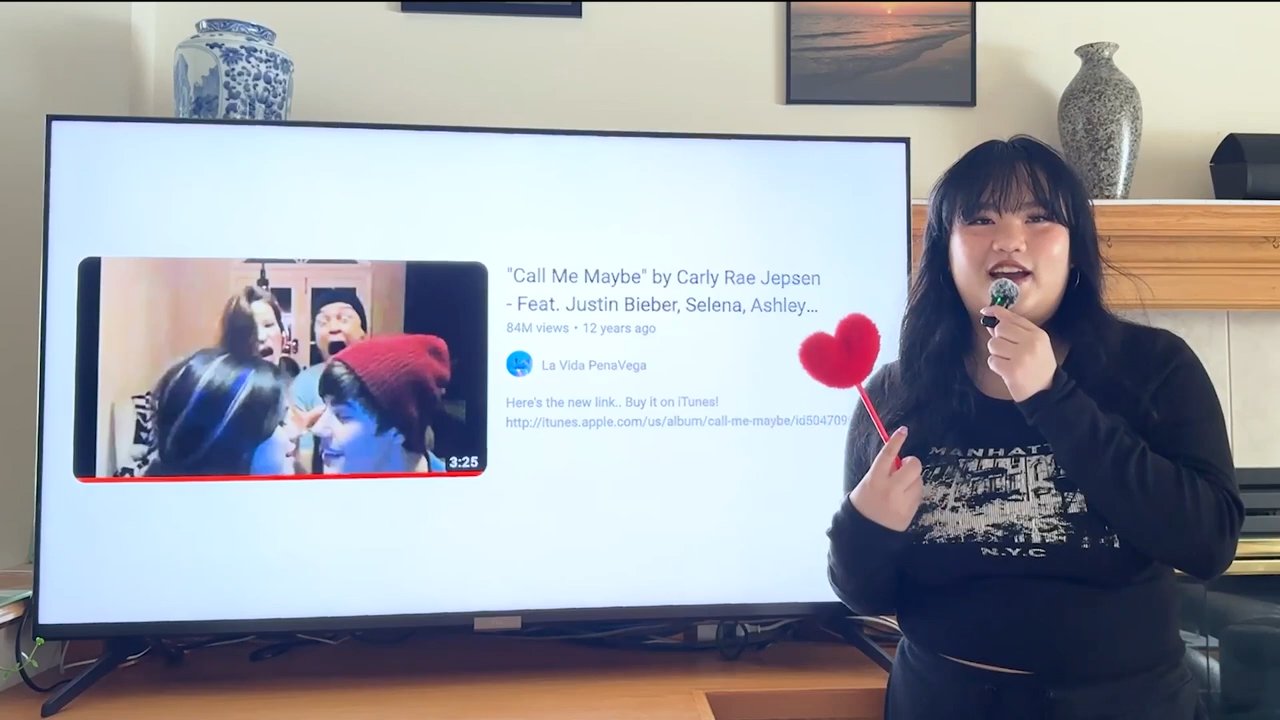 "Call Me Maybe" by Carly Rae Jepsen
- Feat. Justin Bieber, Selena, Ashley...
84M views • 12 years ago
La Vida PenaVega
Here's the new link.. Buy it on iTunes!
http://itunes.apple.com/us/album/call-me-maybe/id504709
3:25
MANHAT
N.Y.C